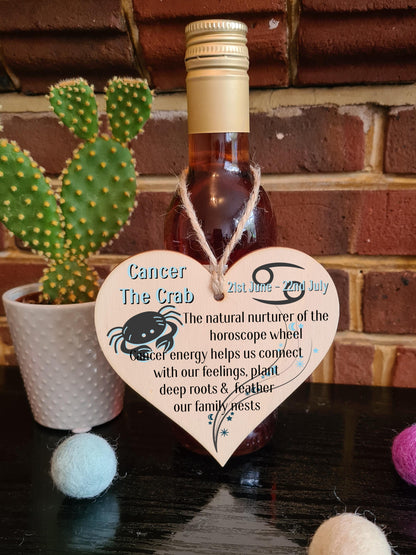 Cancer
The Crab
21st June - 22nd July
The natural nurturer of the
horoscope wheel
Cancer energy helps us connect
with our feelings, plant
deep roots & feather
our family nests